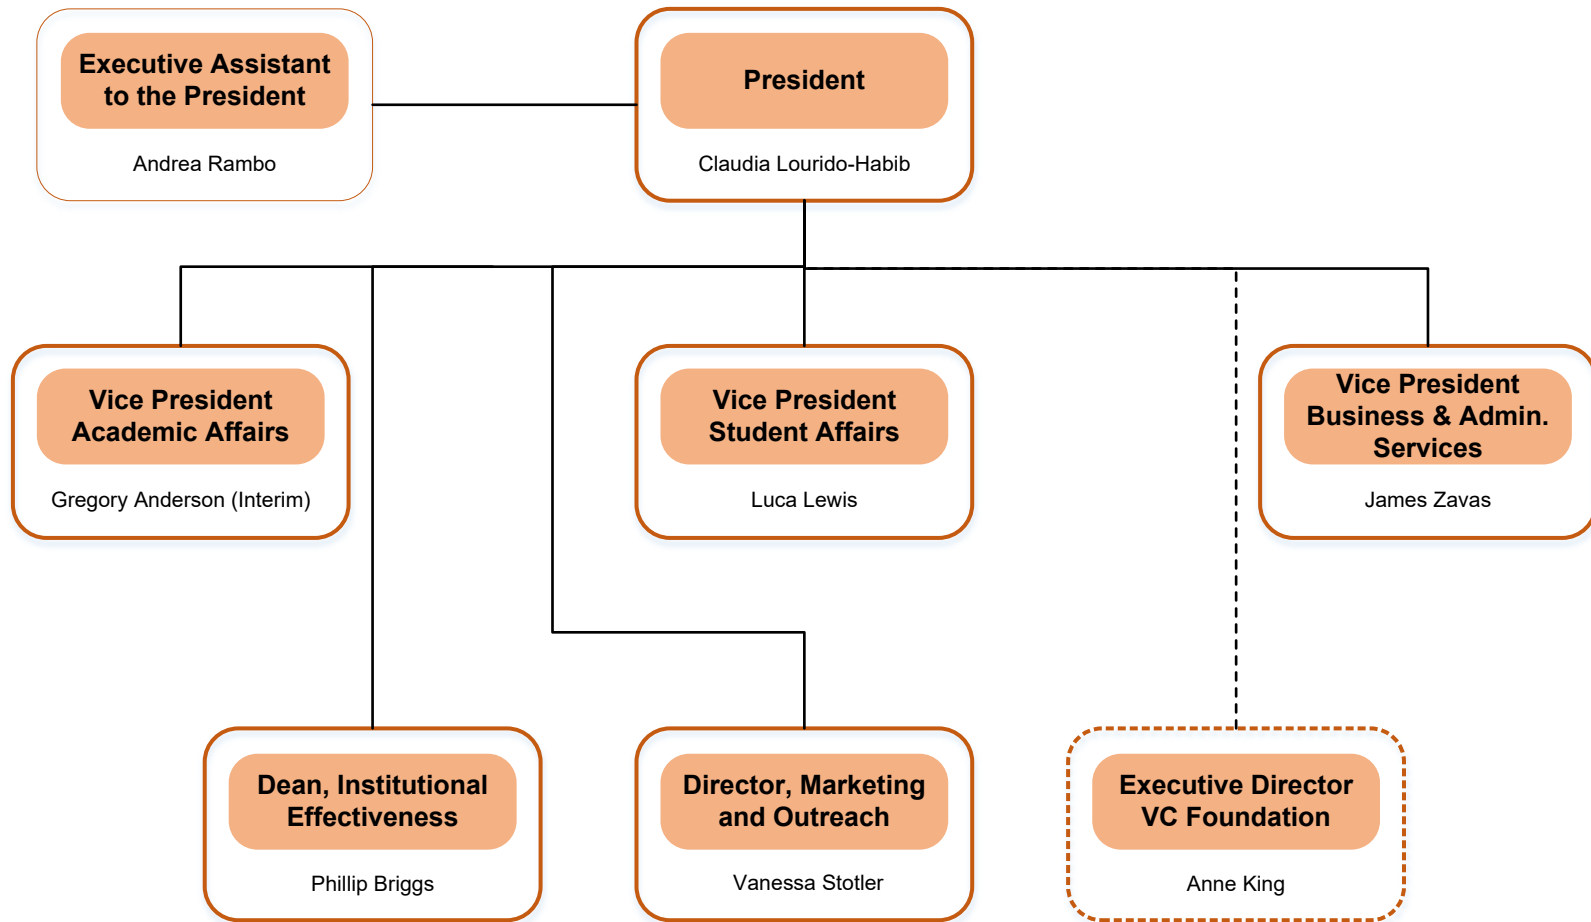 Executive Assistant
to the President
Andrea Rambo
President
Claudia Lourido-Habib
Vice President
Academic Affairs
Gregory Anderson (Interim)
Vice President
Student Affairs
Luca Lewis
Vice President
Business & Admin.
Services
James Zavas
Dean, Institutional
Effectiveness
Phillip Briggs
Director, Marketing
and Outreach
Vanessa Stotler
Executive Director
VC Foundation
Anne King